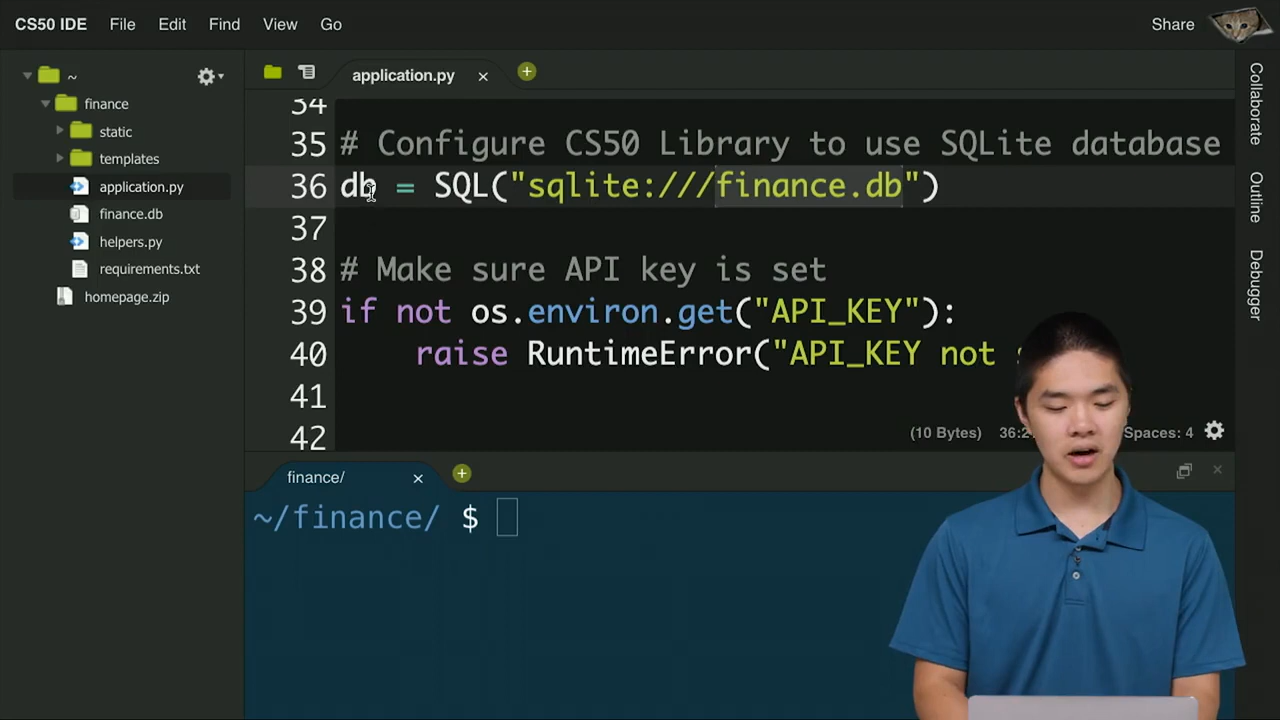 CS50 IDE File Edit Find View Go Share
~
finance
static
templates
application.py
finance.db
helpers.py
requirements.txt
homepage.zip
application.py
34
35 # Configure CS50 Library to use SQLite database
36 db = SQL("sqlite:///finance.db")
37
38 # Make sure API key is set
39 if not os.environ.get("API_KEY"):
40 raise RuntimeError("API_KEY not
41
42
(10 Bytes) 36:2 Spaces: 4
finance/
~/finance/ $
Collaborate
Outline
Debugger